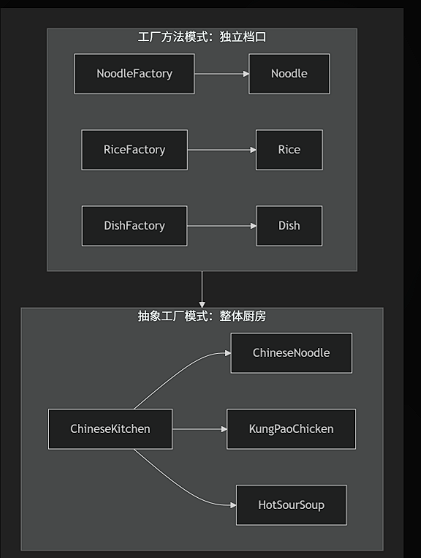 工厂方法模式：独立档口
NoodleFactory
Noodle
RiceFactory
Rice
DishFactory
Dish
抽象工厂模式：整体厨房
ChineseNoodle
ChineseKitchen
KungPaoChicken
HotSourSoup